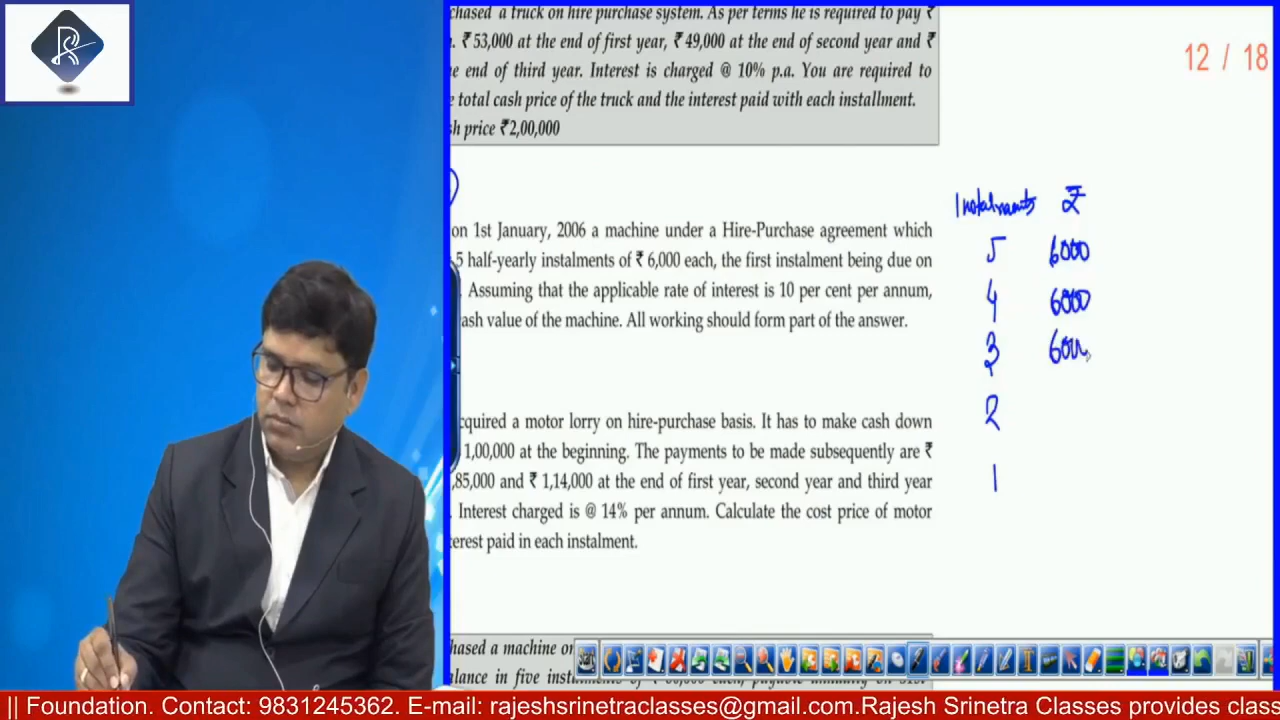 chased a truck on hire purchase system. As per terms he is required to pay ₹
. ₹ 53,000 at the end of first year, ₹ 49,000 at the end of second year and ₹
e end of third year. Interest is charged @ 10% p.a. You are required to
e total cash price of the truck and the interest paid with each installment.
sh price ₹2,00,000
12 / 18
on 1st January, 2006 a machine under a Hire-Purchase agreement which
5 half-yearly instalments of ₹ 6,000 each, the first instalment being due on
. Assuming that the applicable rate of interest is 10 per cent per annum,
ash value of the machine. All working should form part of the answer.
Instalments ₹
5 6000
4 6000
3 600
2
1
cquired a motor lorry on hire-purchase basis. It has to make cash down
1,00,000 at the beginning. The payments to be made subsequently are ₹
,85,000 and ₹ 1,14,000 at the end of first year, second year and third year
. Interest charged is @ 14% per annum. Calculate the cost price of motor
terest paid in each instalment.
hased a machine on
alance in five
|| Foundation. Contact: 9831245362. E-mail: rajeshsrinetraclasses@gmail.com.Rajesh Srinetra Classes provides class